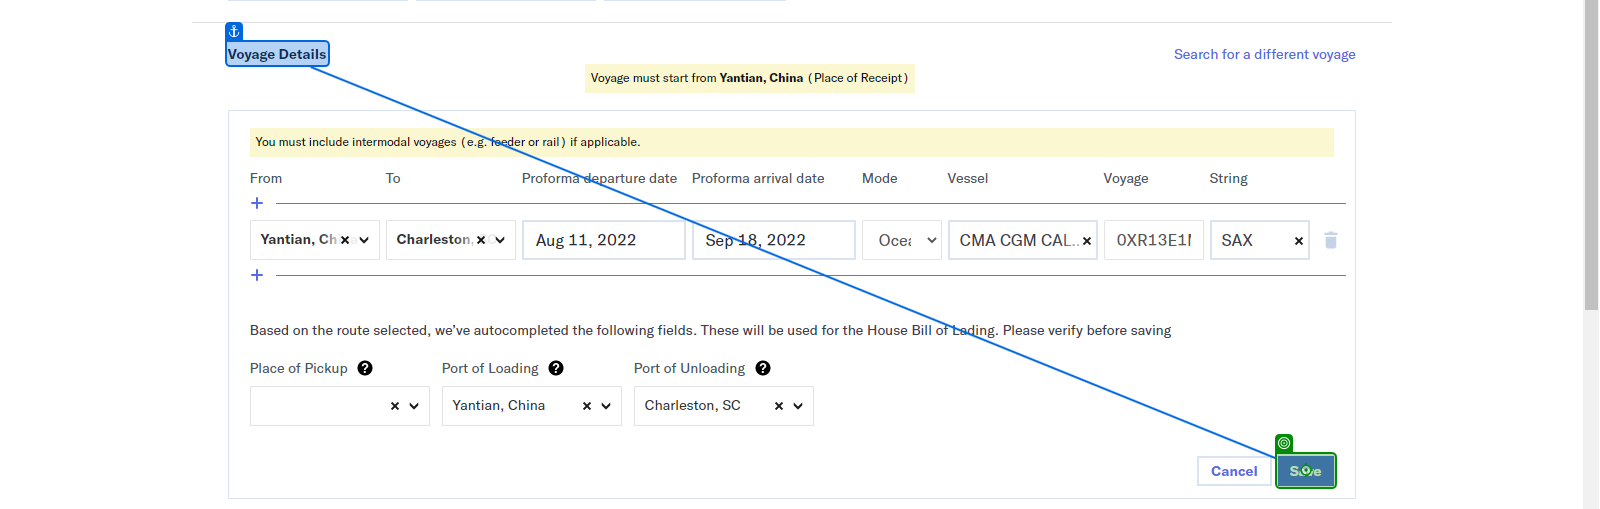 Voyage Details
Search for a different voyage
Voyage must start from Yantian, China (Place of Receipt)
You must include intermodal voyages (e.g. feeder or rail) if applicable.
From To Proforma departure date Proforma arrival date Mode Vessel Voyage String
Yantian, Ch Charleston, Aug 11, 2022 Sep 18, 2022 Ocea CMA CGM CAL... 0XR13E1 SAX
Based on the route selected, we've autocompleted the following fields. These will be used for the House Bill of Lading. Please verify before saving
Place of Pickup Port of Loading Port of Unloading
Yantian, China Charleston, SC
Cancel Save